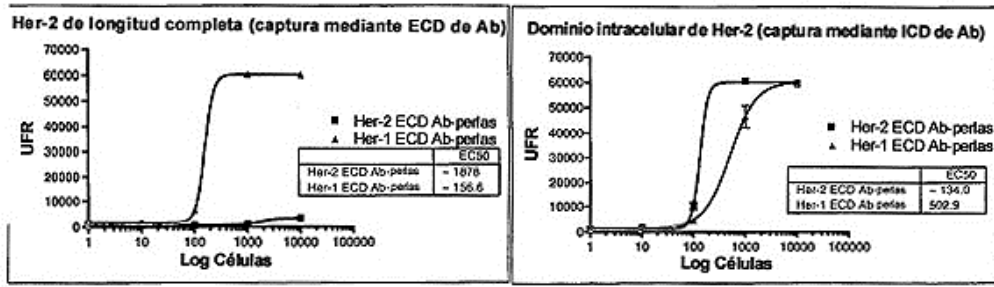 Her-2 de longitud completa (captura mediante ECD de Ab)
70000
60000
50000
40000
30000
20000
10000
0
UFR
1
10
100
1000
10000
100000
Log Células
Her-2 ECD Ab-perlas
Her-1 ECD Ab-perlas
EC50
Her-2 ECD Ab-perlas ~ 1878
Her-1 ECD Ab-perlas ~ 156.6
Dominio intracelular de Her-2 (captura mediante ICD de Ab)
70000
60000
50000
40000
30000
20000
10000
0
UFR
1
10
100
1000
10000
100000
Log Células
Her-2 ECD Ab-perlas
Her-1 ECD Ab-perlas
EC50
Her-2 ECD Ab-perlas ~ 134.0
Her-1 ECD Ab perlas 502.9